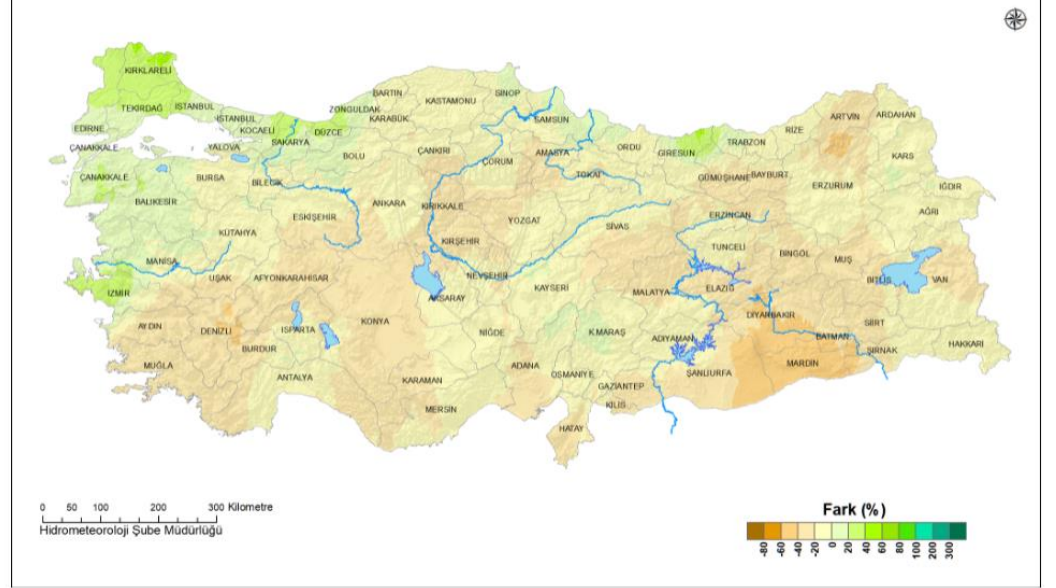 KIRKLARELİ
TEKİRDAĞ
İSTANBUL
EDİRNE
İSTANBUL
KOCAELİ
YALOVA
SAKARYA
DÜZCE
ZONGULDAK
BARTIN
KARABÜK
KASTAMONU
SİNOP
SAMSUN
ÇANAKKALE
ÇANAKKALE
BALIKESİR
BURSA
BİLECİK
BOLU
ÇANKIRI
ÇORUM
AMASYA
TOKAT
ORDU
GİRESUN
TRABZON
RİZE
ARTVİN
ARDAHAN
KARS
IĞDIR
AĞRI
ERZURUM
BAYBURT
GÜMÜŞHANE
ERZİNCAN
TUNCELİ
BİNGÖL
MUŞ
BİTLİS
VAN
HAKKARİ
ŞIRNAK
SİİRT
BATMAN
DİYARBAKIR
MARDİN
ŞANLIURFA
ADIYAMAN
ELAZIĞ
MALATYA
SİVAS
YOZGAT
KIRIKKALE
ANKARA
ESKİŞEHİR
KÜTAHYA
MANİSA
İZMİR
UŞAK
AFYONKARAHİSAR
KIRŞEHİR
NEVŞEHİR
AKSARAY
KAYSERİ
NİĞDE
K.MARAŞ
KONYA
ISPARTA
DENİZLİ
AYDIN
BURDUR
MUĞLA
ANTALYA
KARAMAN
MERSİN
ADANA
OSMANİYE
GAZİANTEP
KİLİS
HATAY
0 50 100 200 300 Kilometre
Hidrometeoroloji Şube Müdürlüğü
Fark (%)
-80 -60 -40 -20 0 20 40 60 80 100 200 300